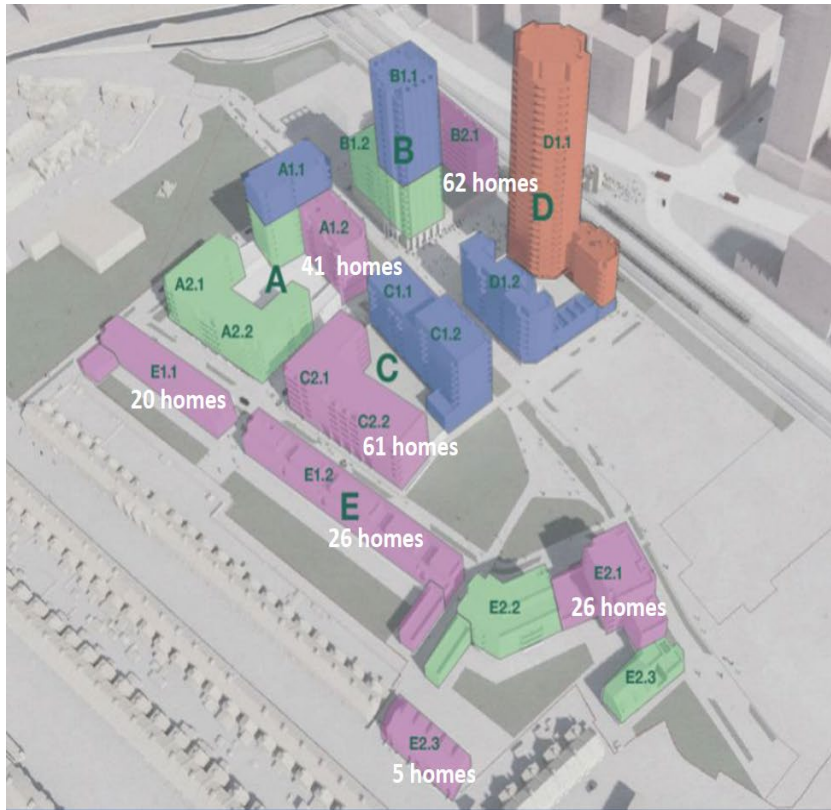 B1.1
B1.2
B
B2.1
62 homes
D1.1
D
A1.1
A1.2
41 homes
A
A2.1
A2.2
C1.1
C1.2
D1.2
C
C2.1
C2.2
61 homes
E1.1
20 homes
E1.2
E
26 homes
E2.1
26 homes
E2.2
E2.3
E2.3
5 homes